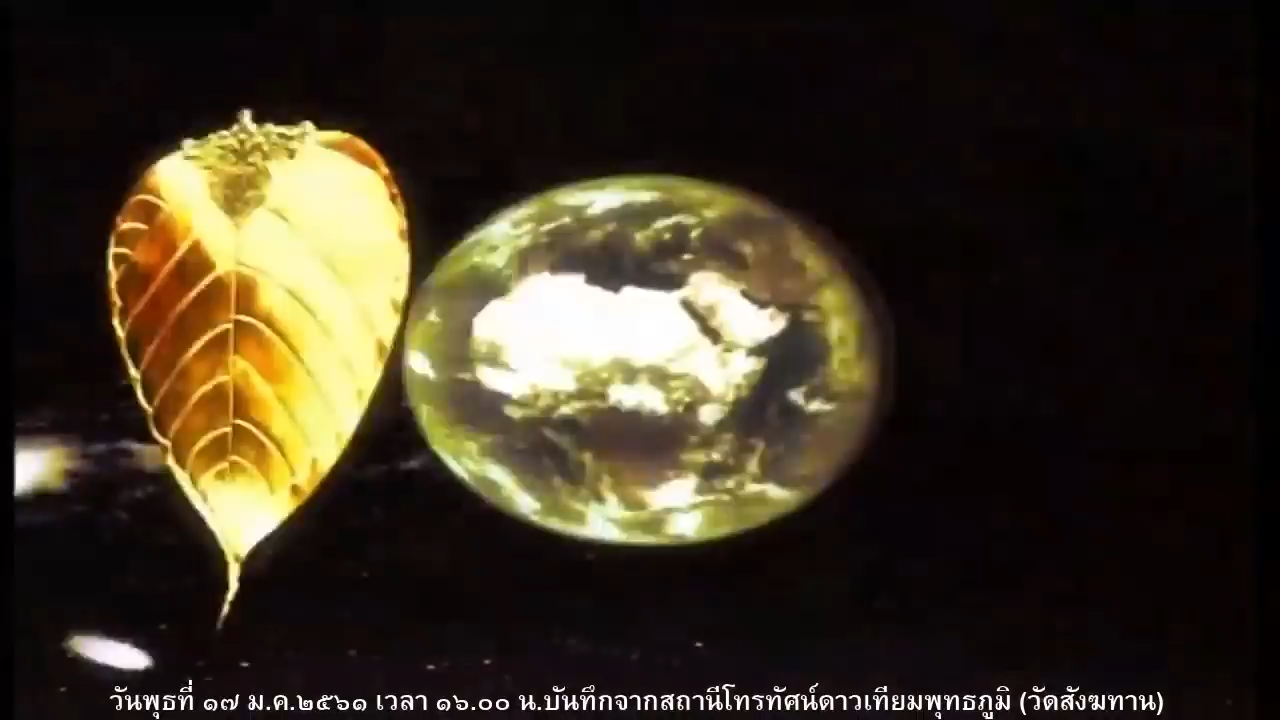 วันพุธที่ ๑๗ ม.ค.๒๕๖๑ เวลา ๑๖.๐๐ น.บันทึกจากสถานีโทรทัศน์ดาวเทียมพุทธภูมิ (วัดสังฆทาน)